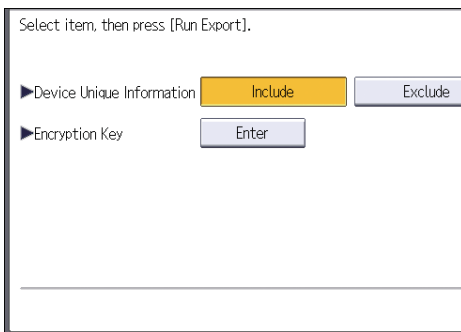 Select item, then press [Run Export].
►Device Unique Information Include Exclude
►Encryption Key Enter